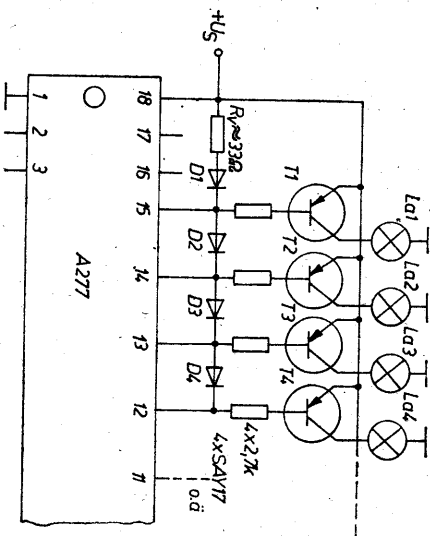 +U_S
R_V≈33Ω
D1
D2
D3
D4
T1
T2
T3
T4
La1
La2
La3
La4
4x2,7k
4xSAY17
o.ä
18
17
16
15
14
13
12
11
1
2
3
A277